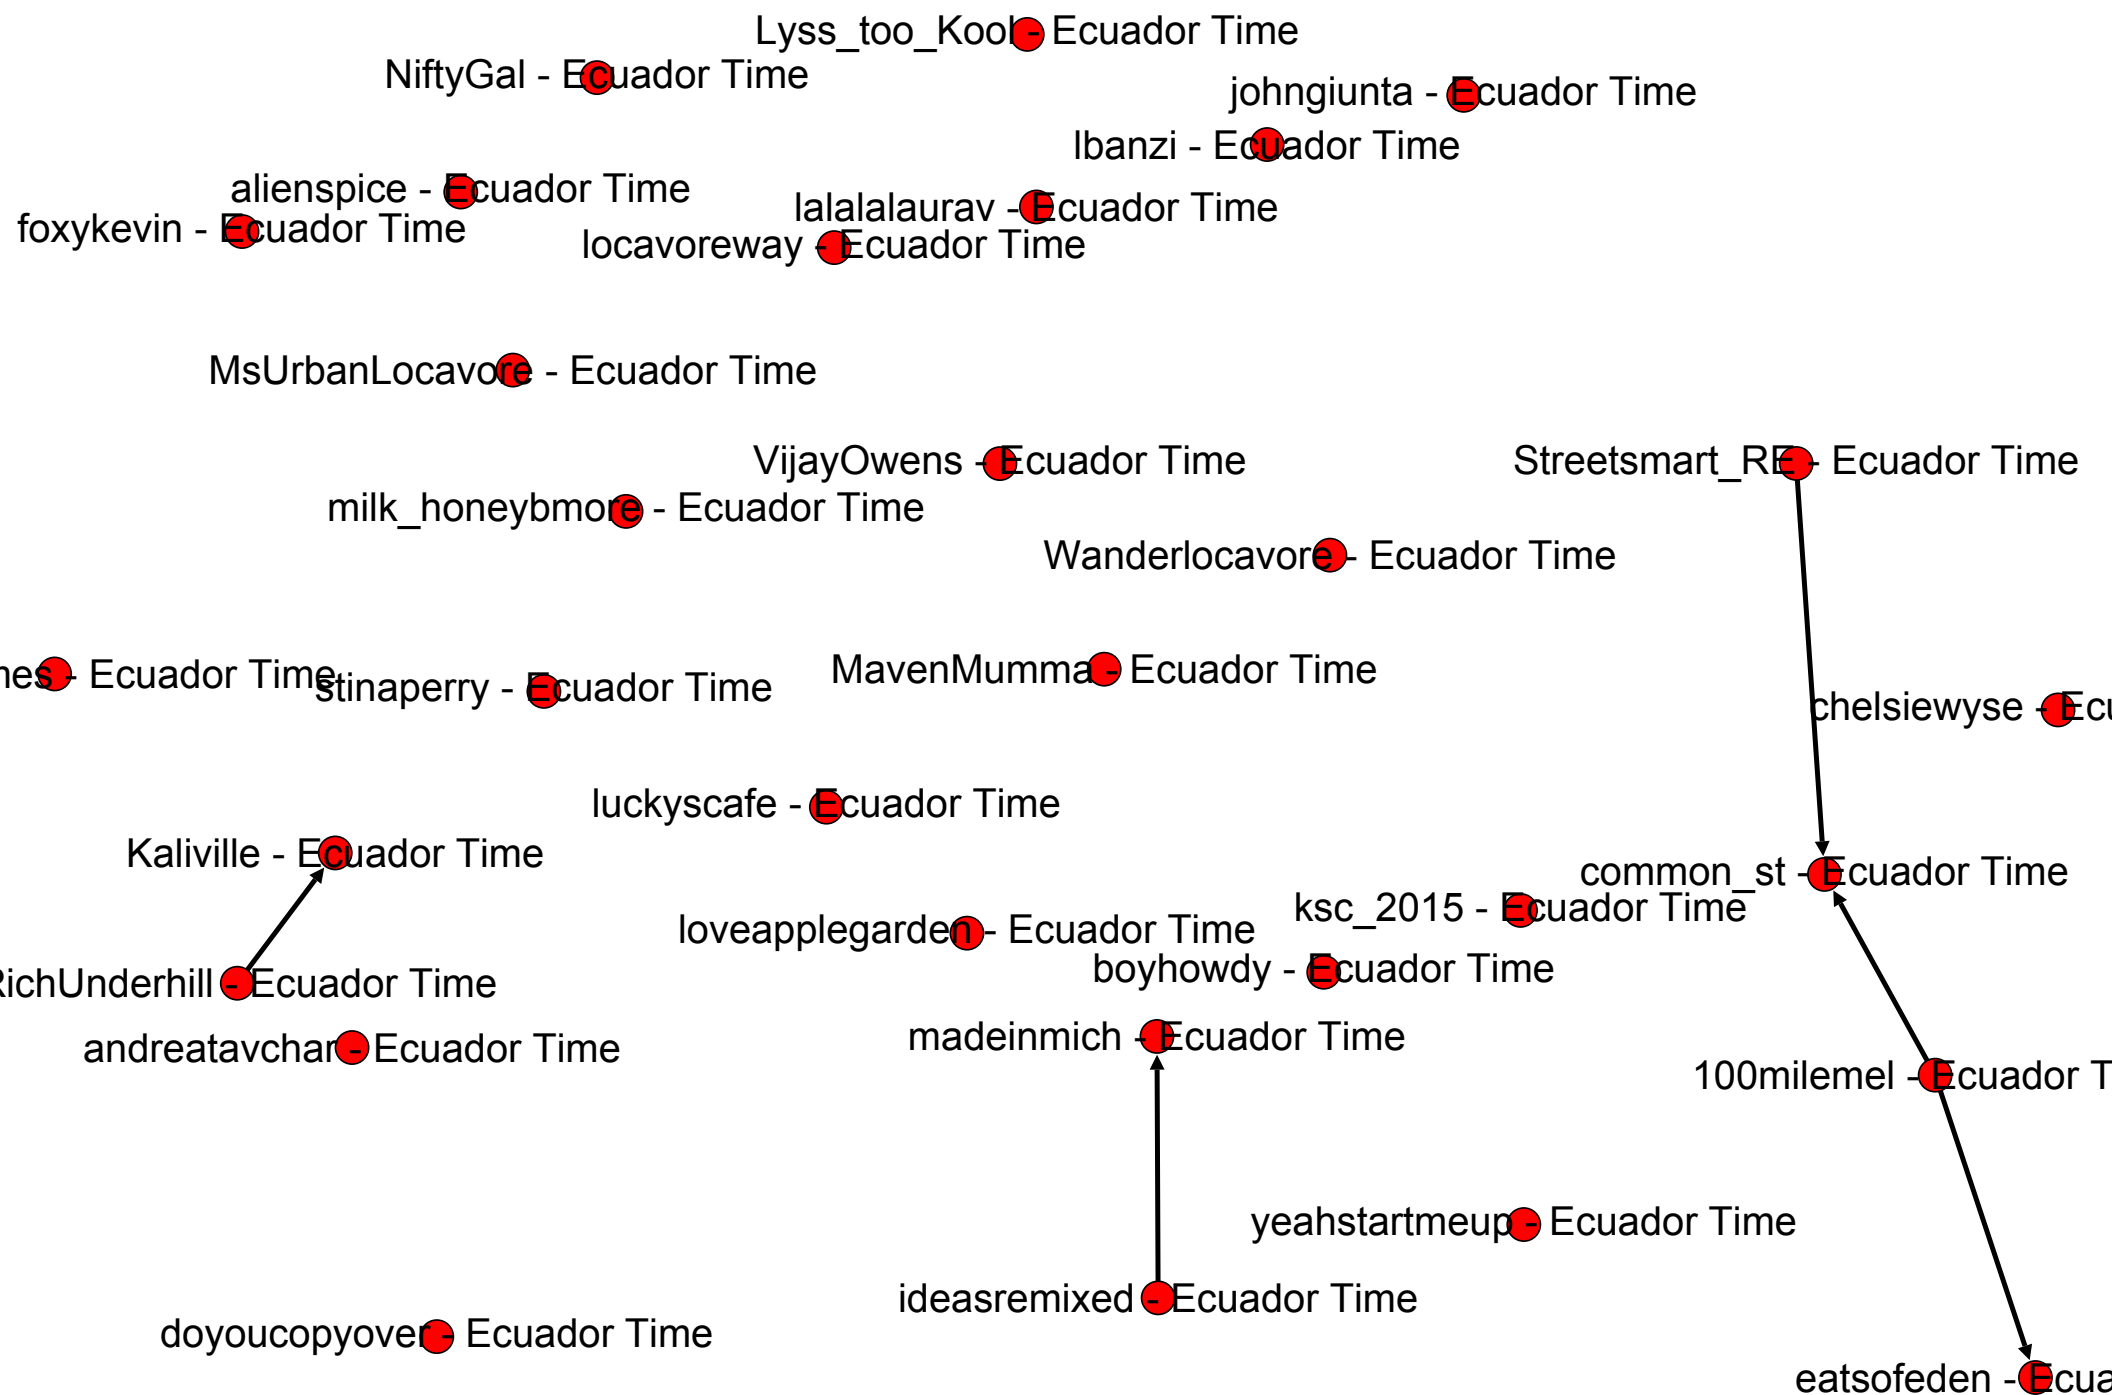 Lyss_too_Kool - Ecuador Time
NiftyGal - Ecuador Time
johngiunta - Ecuador Time
lbanzi - Ecuador Time
alienspice - Ecuador Time
lalalalaurav - Ecuador Time
foxykevin - Ecuador Time
locavoreway - Ecuador Time
MsUrbanLocavore - Ecuador Time
VijayOwens - Ecuador Time
Streetsmart_RE - Ecuador Time
milk_honeybmore - Ecuador Time
Wanderlocavore - Ecuador Time
MavenMumma - Ecuador Time
nes - Ecuador Time
stinaperry - Ecuador Time
chelsiewyse - Ecu
luckyscafe - Ecuador Time
Kaliville - Ecuador Time
common_st - Ecuador Time
ksc_2015 - Ecuador Time
loveapplegarden - Ecuador Time
boyhowdy - Ecuador Time
RichUnderhill - Ecuador Time
madeinmich - Ecuador Time
andreatavchar - Ecuador Time
100milemel - Ecuador T
yeahstartmeup - Ecuador Time
ideasremixed - Ecuador Time
doyoucopyover - Ecuador Time
eatsofeden - Ecua